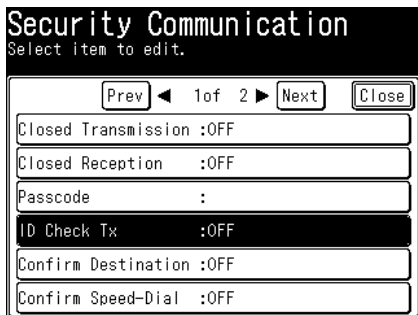 Security Communication
Select item to edit.
Prev ◀ 1of 2 ▶ Next Close
Closed Transmission :OFF
Closed Reception :OFF
Passcode :
ID Check Tx :OFF
Confirm Destination :OFF
Confirm Speed-Dial :OFF